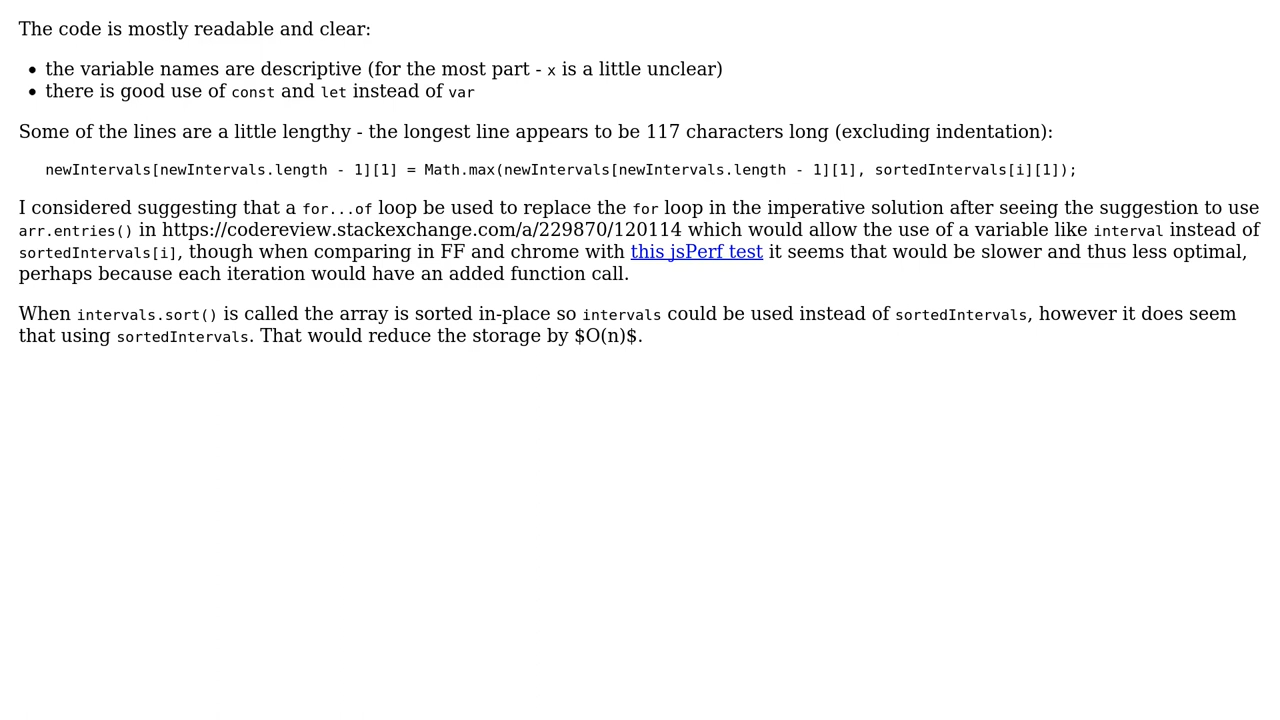 The code is mostly readable and clear:
• the variable names are descriptive (for the most part - x is a little unclear)
• there is good use of const and let instead of var
Some of the lines are a little lengthy - the longest line appears to be 117 characters long (excluding indentation):
newIntervals[newIntervals.length - 1][1] = Math.max(newIntervals[newIntervals.length - 1][1], sortedIntervals[i][1]);
I considered suggesting that a for...of loop be used to replace the for loop in the imperative solution after seeing the suggestion to use
arr.entries() in https://codereview.stackexchange.com/a/229870/120114 which would allow the use of a variable like interval instead of
sortedIntervals[i], though when comparing in FF and chrome with this jsPerf test it seems that would be slower and thus less optimal,
perhaps because each iteration would have an added function call.
When intervals.sort() is called the array is sorted in-place so intervals could be used instead of sortedIntervals, however it does seem
that using sortedIntervals. That would reduce the storage by $O(n)$.